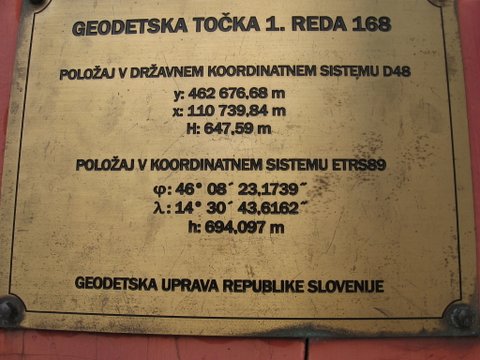 GEODETSKA TOČKA 1. REDA 168
POLOŽAJ V DRŽAVNEM KOORDINATNEM SISTEMU D48
y: 462 676,68 m
x: 110 739,84 m
H: 647,59 m
POLOŽAJ V KOORDINATNEM SISTEMU ETRS89
φ: 46° 08´ 23,1739˝
λ: 14° 30´ 43,6162˝
h: 694,097 m
GEODETSKA UPRAVA REPUBLIKE SLOVENIJE